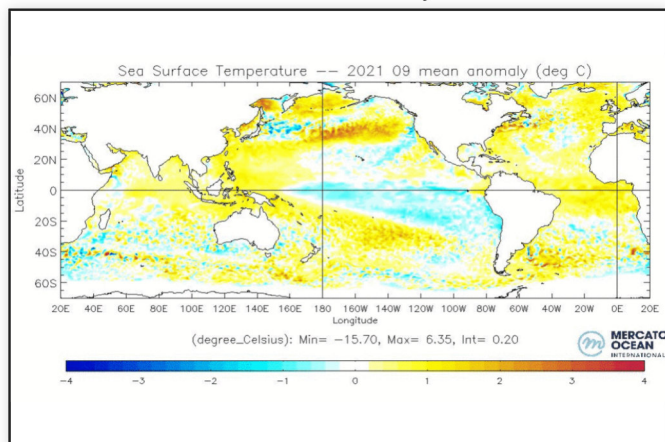 Sea Surface Temperature -- 2021 09 mean anomaly (deg C)
60N
40N
20N
0
20S
40S
60S
Latitude
20E 40E 60E 80E 100E 120E 140E 160E 180 160W 140W 120W 100W 80W 60W 40W 20W 0E 20E
Longitude
(degree_Celsius): Min= -15.70, Max= 6.35, Int= 0.20
MERCATO
OCEAN
INTERNATIONAL
-4 -3 -2 -1 0 1 2 3 4